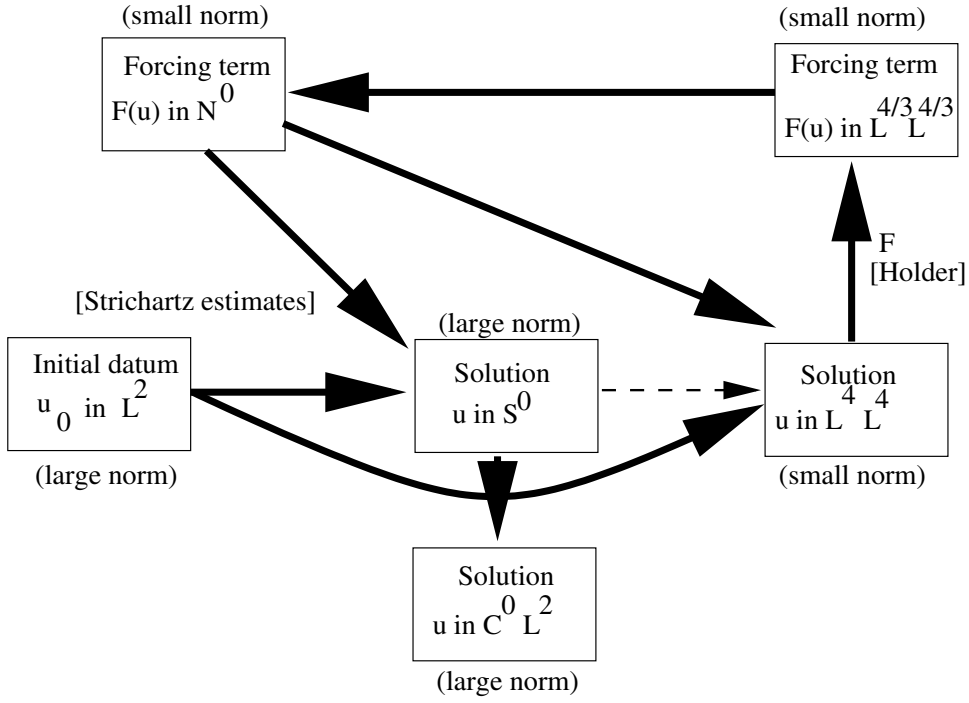 (small norm)
Forcing term
F(u) in N^0
(small norm)
Forcing term
F(u) in L^4/3 L^4/3
F
[Holder]
[Strichartz estimates]
Initial datum
u_0 in L^2
(large norm)
(large norm)
Solution
u in S^0
Solution
u in L^4 L^4
(small norm)
Solution
u in C^0 L^2
(large norm)